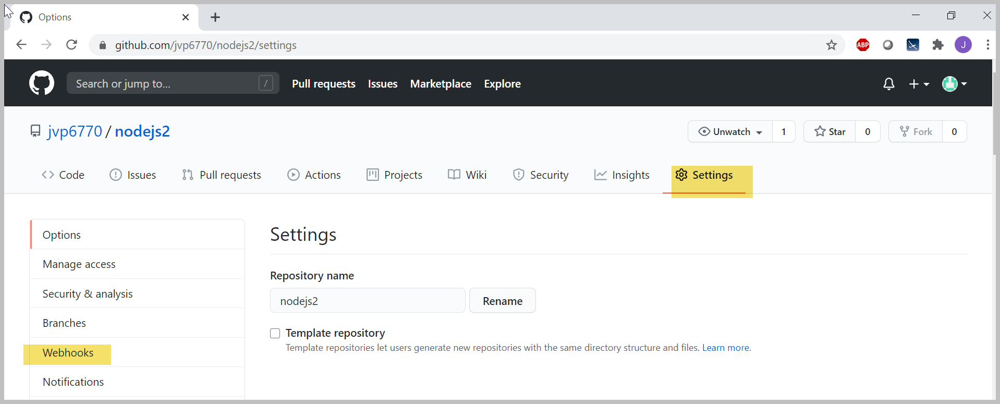 Options
github.com/jvp6770/nodejs2/settings
ABP
J
Search or jump to... /
Pull requests Issues Marketplace Explore
jvp6770 / nodejs2
Unwatch 1 Star 0 Fork 0
Code Issues Pull requests Actions Projects Wiki Security Insights Settings
Options
Manage access
Security & analysis
Branches
Webhooks
Notifications
Settings
Repository name
nodejs2 Rename
Template repository
Template repositories let users generate new repositories with the same directory structure and files. Learn more.